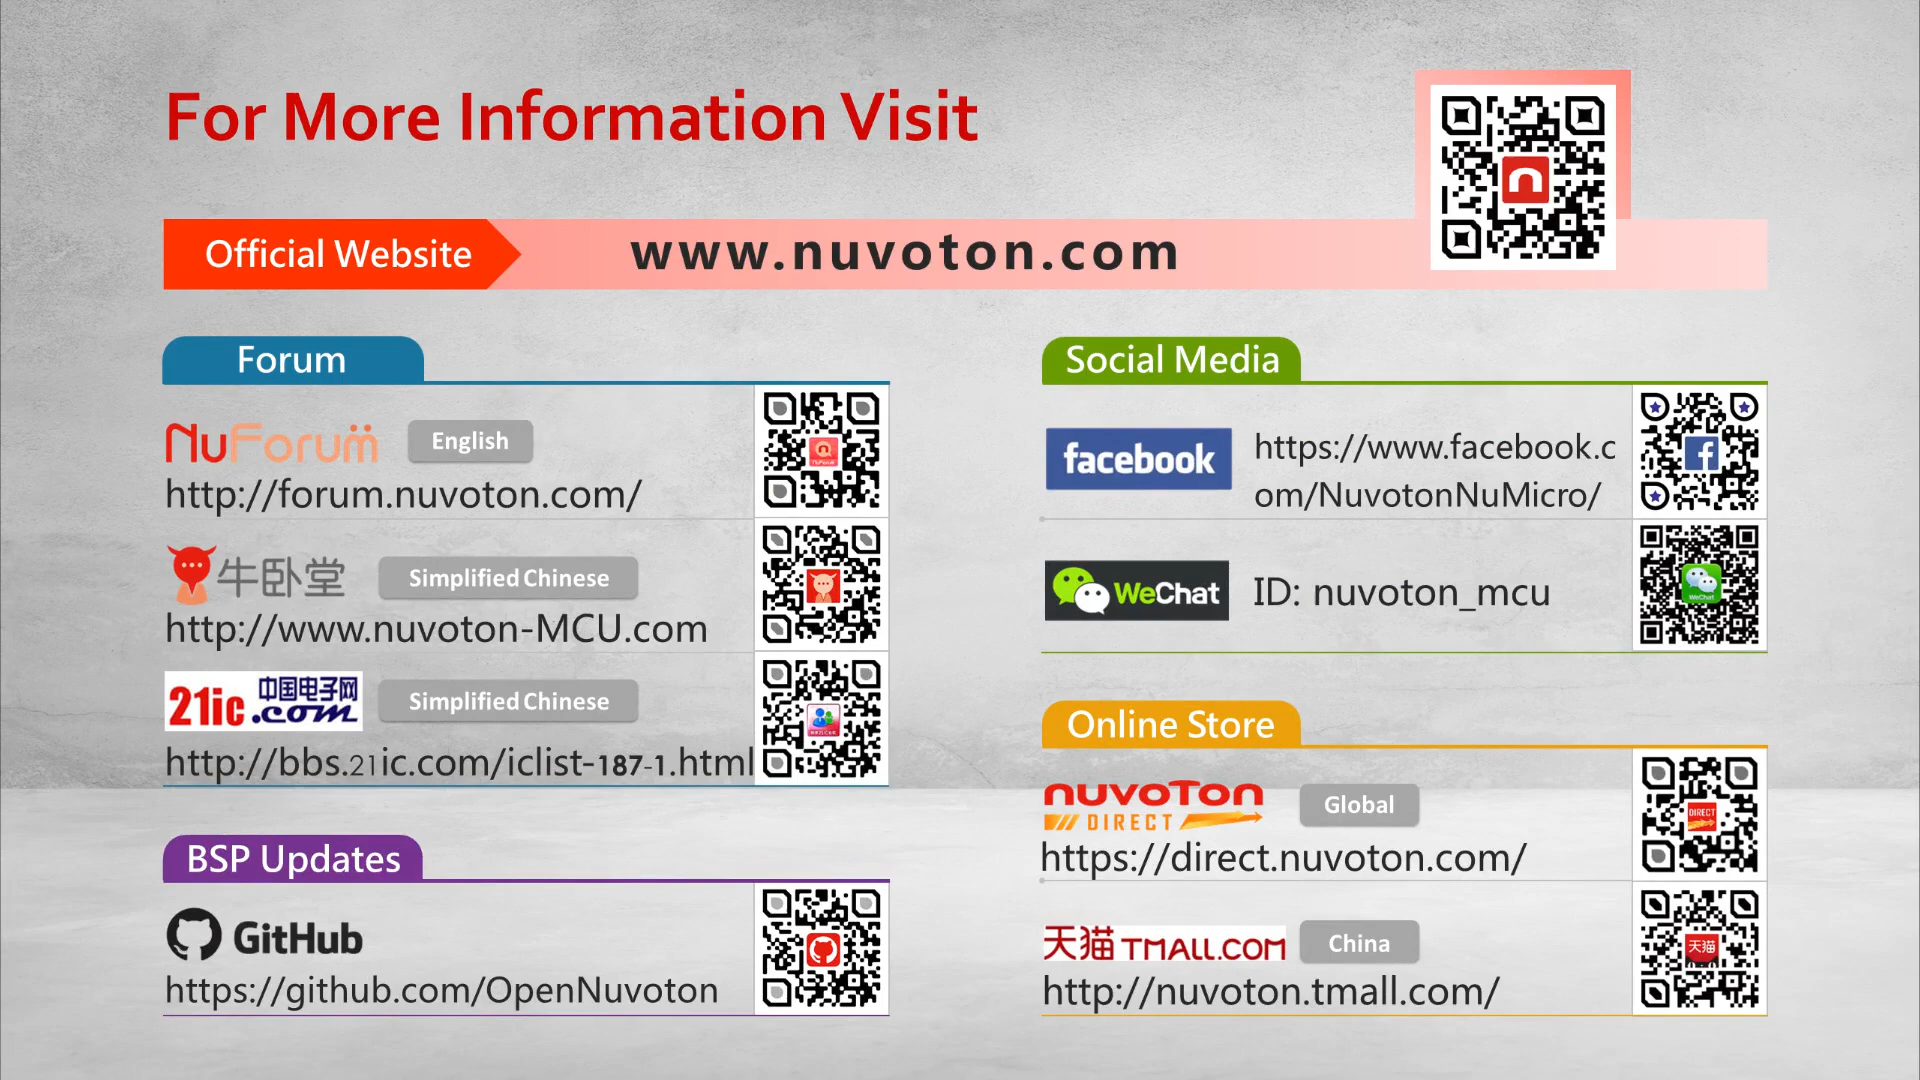 For More Information Visit
Official Website
www.nuvoton.com
Forum
NuForum English
http://forum.nuvoton.com/
牛卧堂 Simplified Chinese
http://www.nuvoton-MCU.com
21ic 中国电子网 .com Simplified Chinese
http://bbs.21ic.com/iclist-187-1.html
BSP Updates
GitHub
https://github.com/OpenNuvoton
Social Media
facebook
https://www.facebook.c
om/NuvotonNuMicro/
WeChat ID: nuvoton_mcu
WeChat
Online Store
nuvoTon
DIRECT
Global
DIRECT
https://direct.nuvoton.com/
天猫 TMALL.COM China
天猫
http://nuvoton.tmall.com/